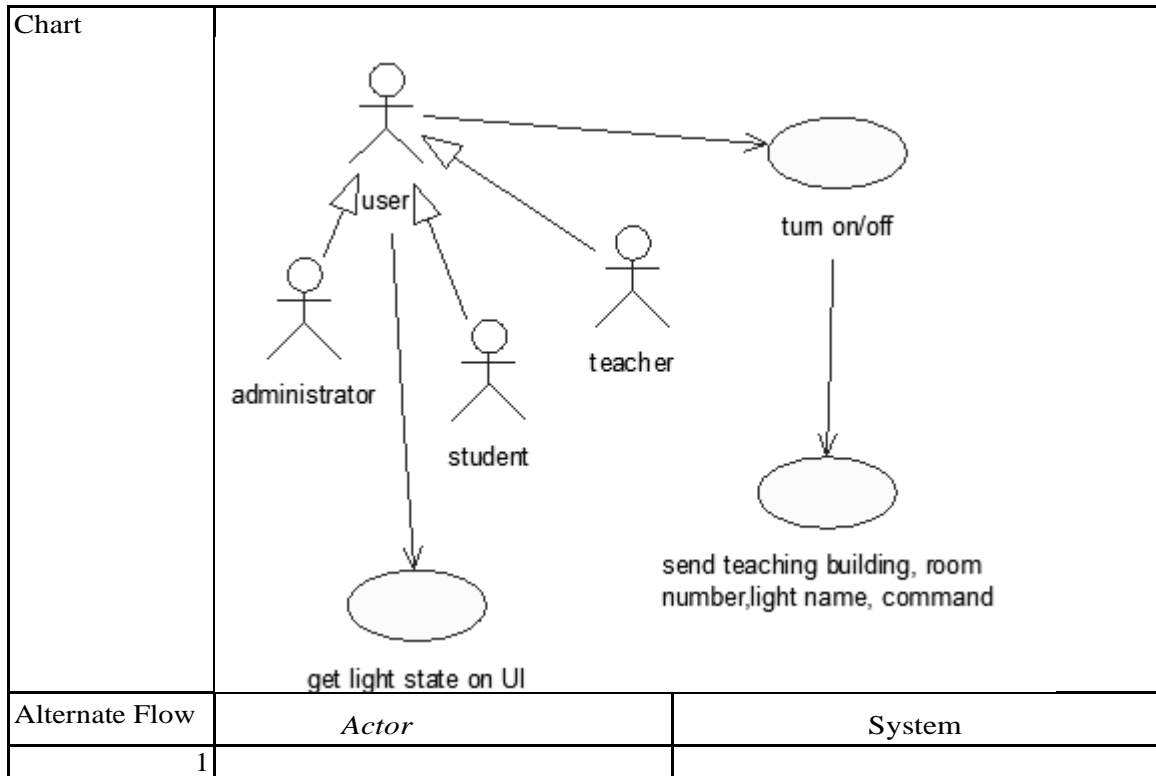 Chart
user
turn on/off
teacher
administrator
student
send teaching building, room
number,light name, command
get light state on UI
Alternate Flow
Actor
System
1